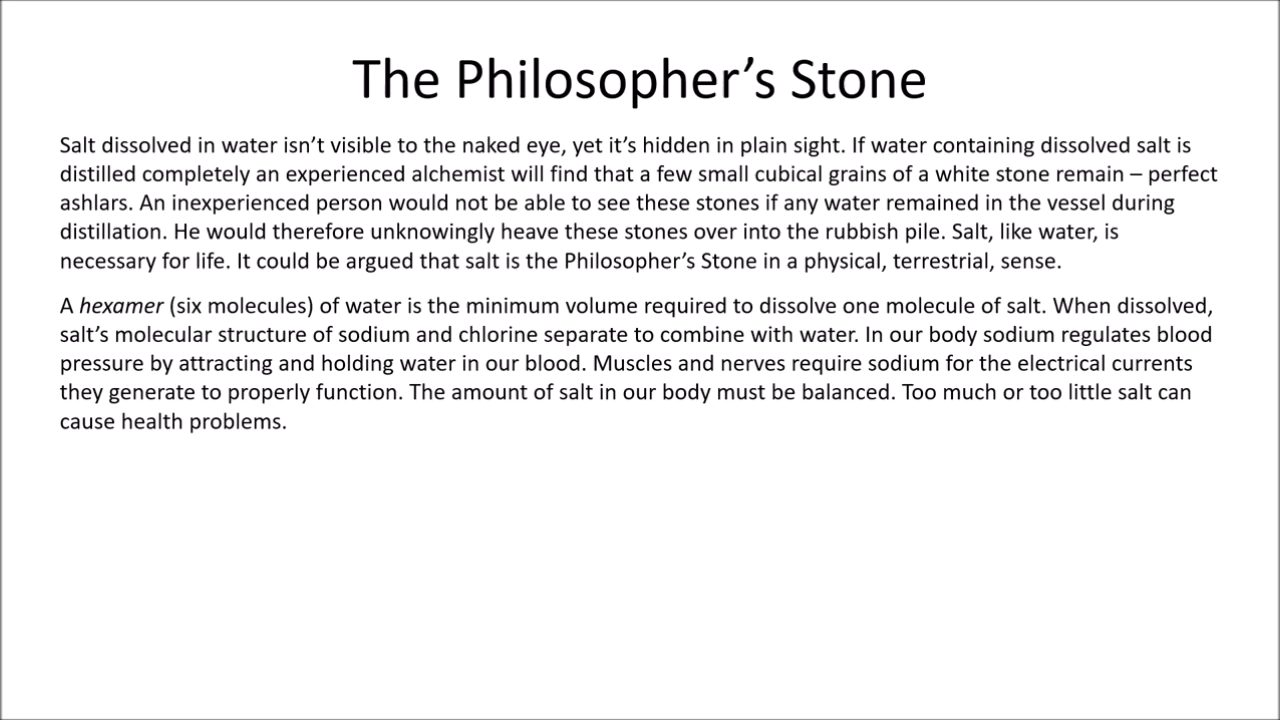 The Philosopher’s Stone
Salt dissolved in water isn’t visible to the naked eye, yet it’s hidden in plain sight. If water containing dissolved salt is
distilled completely an experienced alchemist will find that a few small cubical grains of a white stone remain – perfect
ashlars. An inexperienced person would not be able to see these stones if any water remained in the vessel during
distillation. He would therefore unknowingly heave these stones over into the rubbish pile. Salt, like water, is
necessary for life. It could be argued that salt is the Philosopher’s Stone in a physical, terrestrial, sense.
A hexamer (six molecules) of water is the minimum volume required to dissolve one molecule of salt. When dissolved,
salt’s molecular structure of sodium and chlorine separate to combine with water. In our body sodium regulates blood
pressure by attracting and holding water in our blood. Muscles and nerves require sodium for the electrical currents
they generate to properly function. The amount of salt in our body must be balanced. Too much or too little salt can
cause health problems.